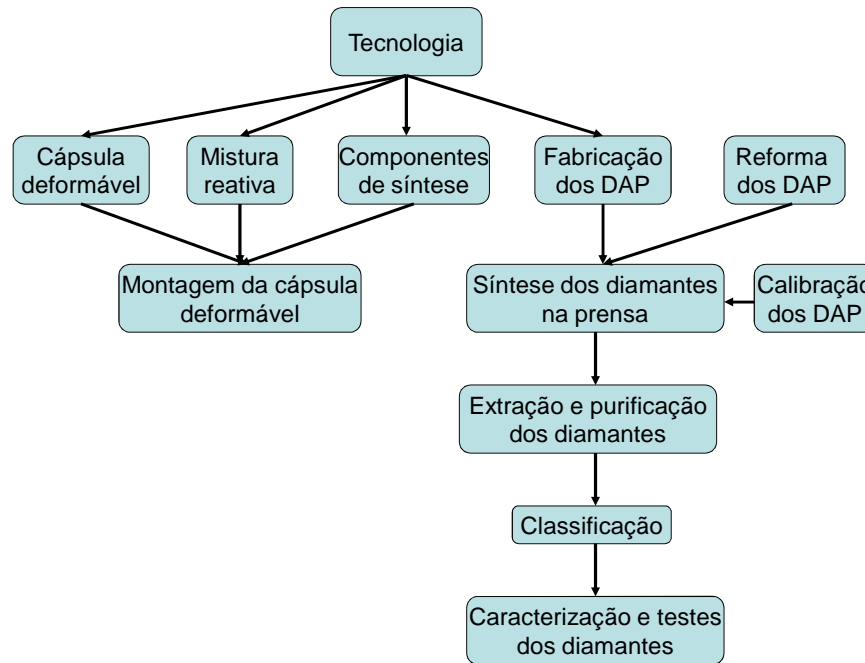 Tecnologia
Cápsula
deformável
Mistura
reativa
Componentes
de síntese
Fabricação
dos DAP
Reforma
dos DAP
Montagem da cápsula
deformável
Síntese dos diamantes
na prensa
Calibração
dos DAP
Extração e purificação
dos diamantes
Classificação
Caracterização e testes
dos diamantes